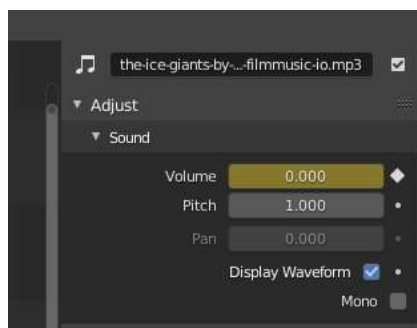 the-ice-giants-by-...-filmmusic-io.mp3
Adjust
Sound
Volume 0.000
Pitch 1.000
Pan 0.000
Display Waveform
Mono